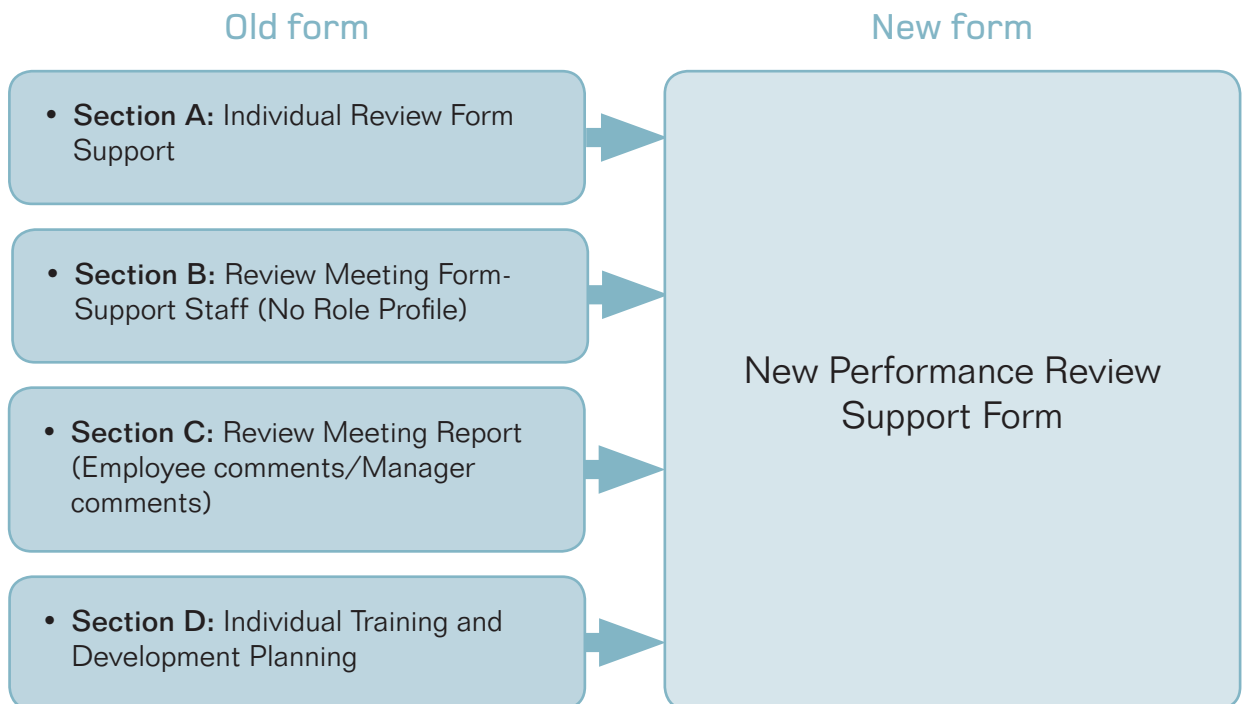 Old form
New form
• Section A: Individual Review Form
Support
• Section B: Review Meeting Form-
Support Staff (No Role Profile)
• Section C: Review Meeting Report
(Employee comments/Manager
comments)
• Section D: Individual Training and
Development Planning
New Performance Review
Support Form